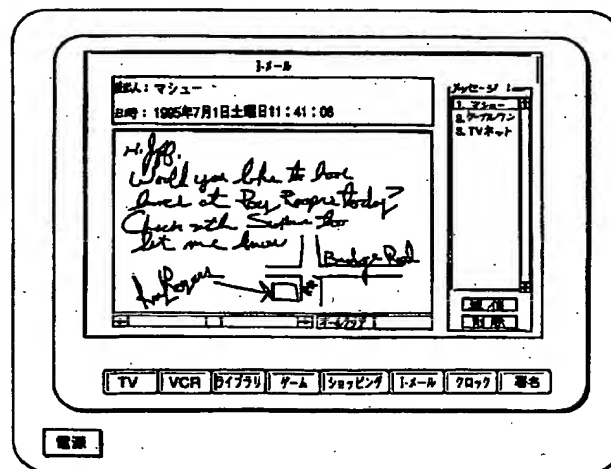 I-メール
差出人: マシュー
日時: 1995年7月1日土曜日11:41:06
Hi Jeff,
Would you like to have
lunch at Roy Rogers today?
Check with Sophie too
let me know
Bridge Road
Roy Rogers
メッセージ
1. マシュー
2. ケーブルワン
3. TVネット
返信
削除
TV
VCR
ライブラリ
ゲーム
ショッピング
I-メール
クロック
署名
電源